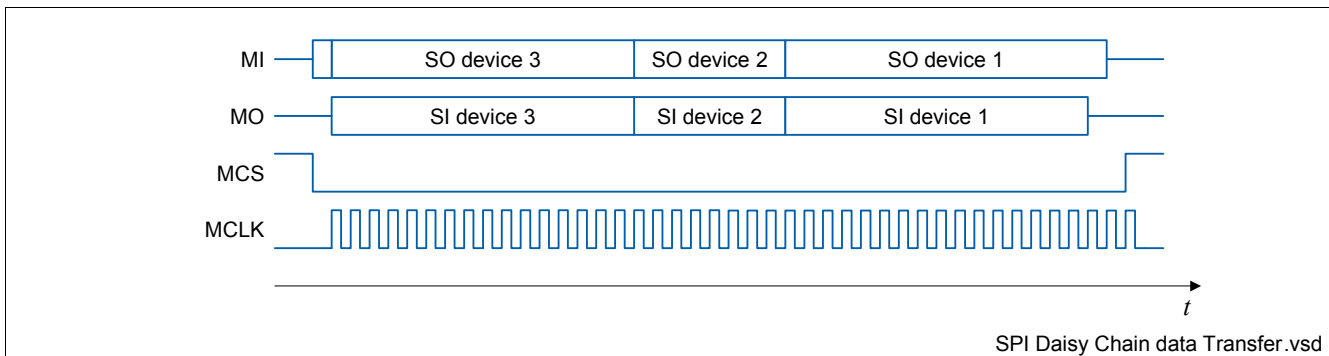 MI SO device 3 SO device 2 SO device 1
MO SI device 3 SI device 2 SI device 1
MCS
MCLK
t
SPI Daisy Chain data Transfer.vsd